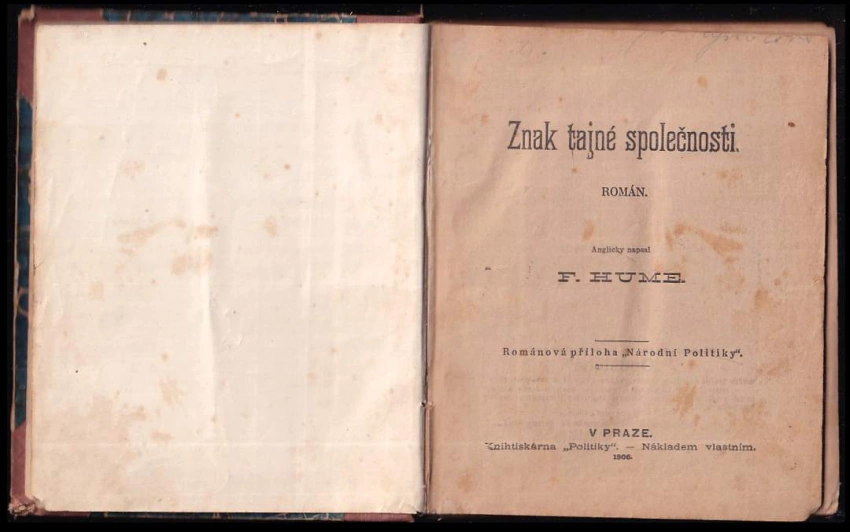 Znak tajné společnosti.
ROMÁN.
Anglicky napsal
F. HUME.
Románová příloha „Národní Politiky“.
V PRAZE.
Knihtiskárna „Politiky“. — Nákladem vlastním.
1906.